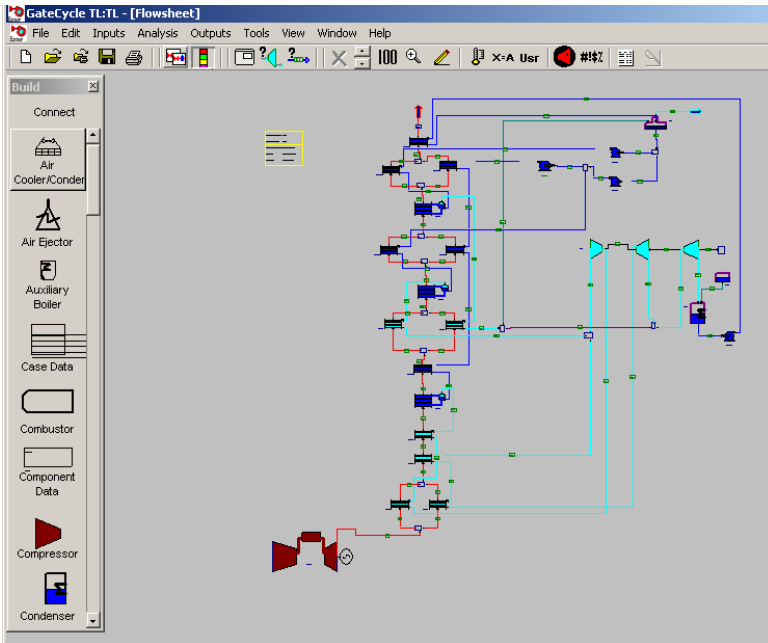 GateCycle TL:TL - [Flowsheet]
File Edit Inputs Analysis Outputs Tools View Window Help
100 X=A Usr #!$%
Build
Connect
Air
Cooler/Conder
Air Ejector
Auxiliary
Boiler
Case Data
Combustor
Component
Data
Compressor
Condenser